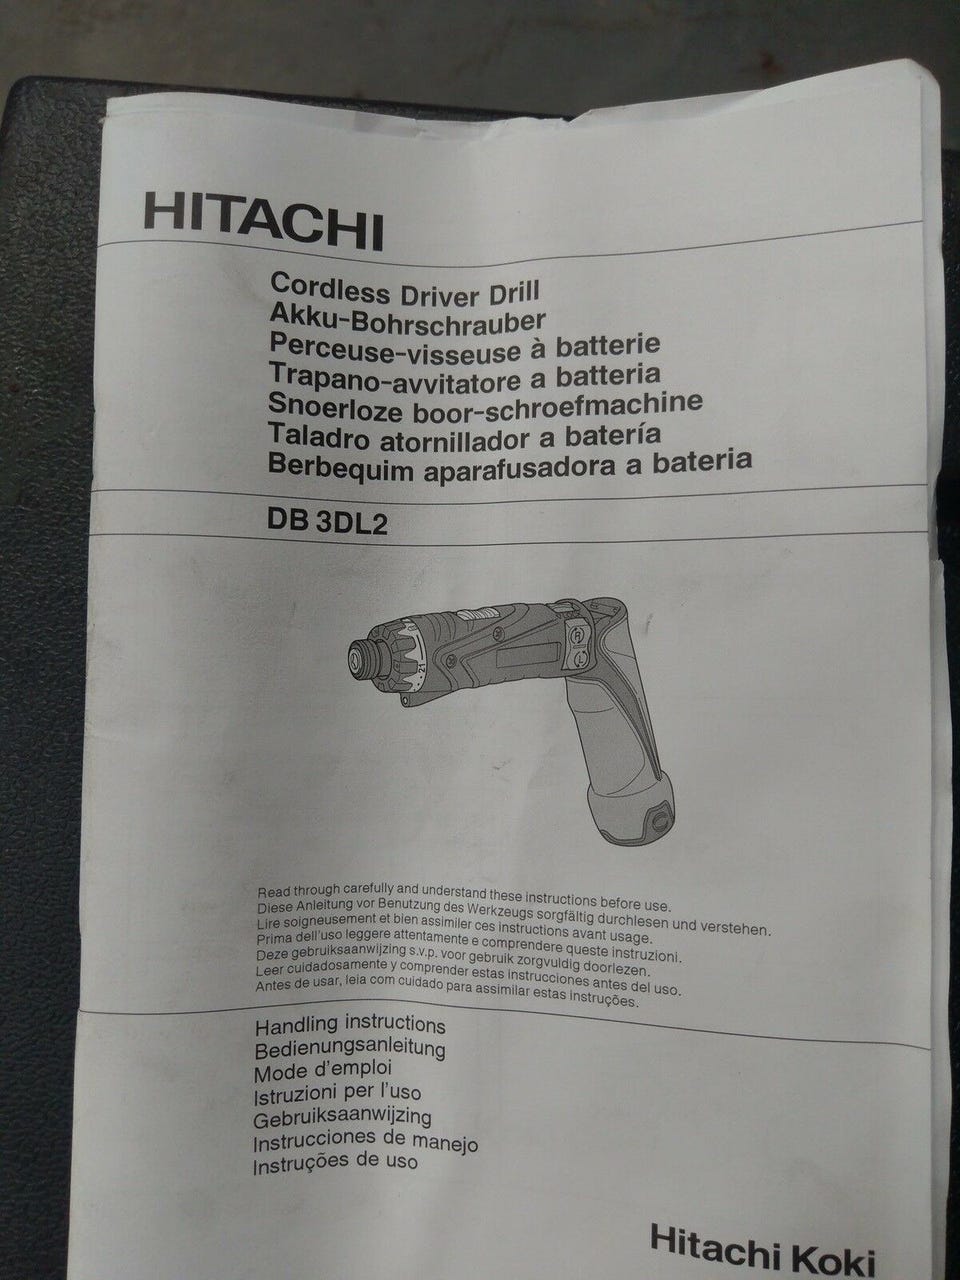 HITACHI
Cordless Driver Drill
Akku-Bohrschrauber
Perceuse-visseuse à batterie
Trapano-avvitatore a batteria
Snoerloze boor-schroefmachine
Taladro atornillador a batería
Berbequim aparafusadora a bateria
DB 3DL2
21
R
L
Read through carefully and understand these instructions before use.
Diese Anleitung vor Benutzung des Werkzeugs sorgfältig durchlesen und verstehen.
Lire soigneusement et bien assimiler ces instructions avant usage.
Prima dell'uso leggere attentamente e comprendere queste instruzioni.
Deze gebruiksaanwijzing s.v.p. voor gebruik zorgvuldig doorlezen.
Leer cuidadosamente y comprender estas instrucciones antes del uso.
Antes de usar, leia com cuidado para assimilar estas instruções.
Handling instructions
Bedienungsanleitung
Mode d'emploi
Istruzioni per l'uso
Gebruiksaanwijzing
Instrucciones de manejo
Instruções de uso
Hitachi Koki